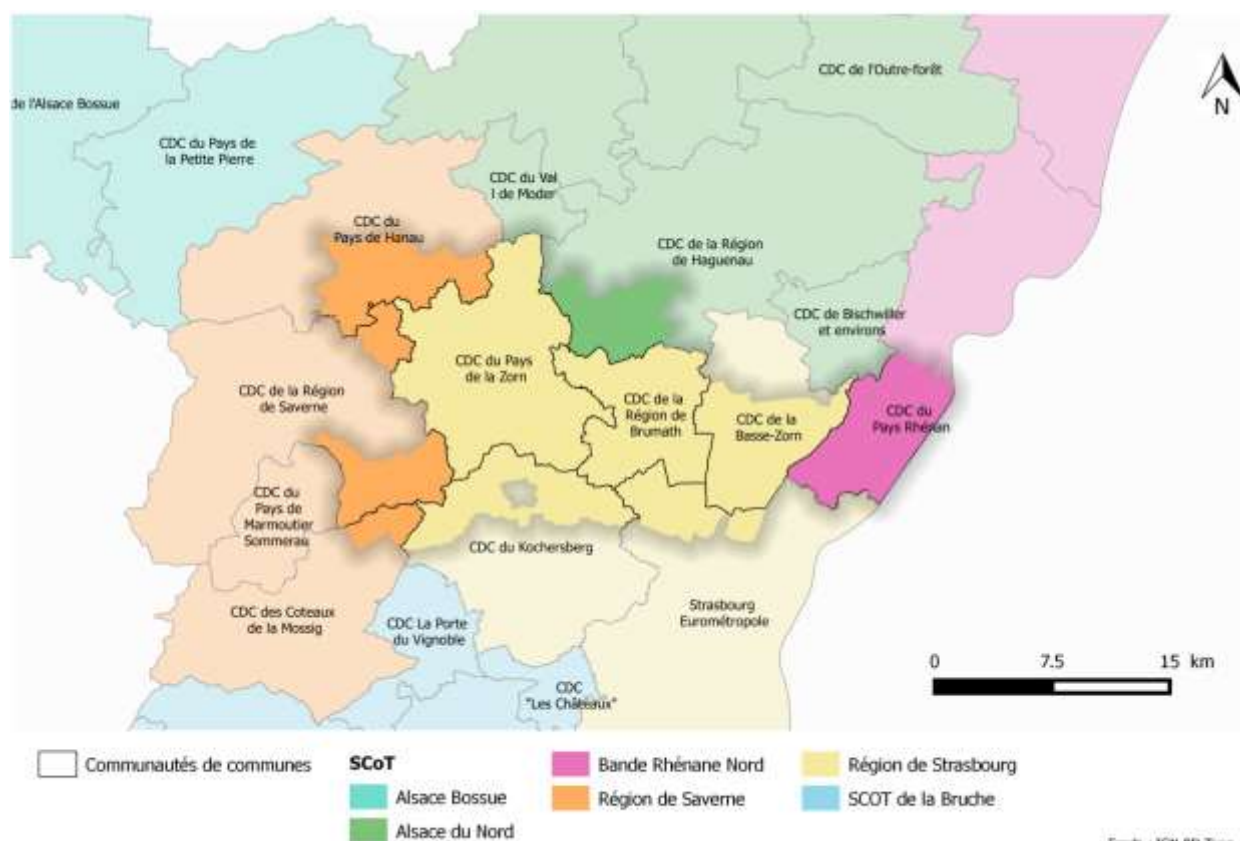 CDC de l'Outre-forêt
de l'Alsace Bossue
N
CDC du Pays de
la Petite Pierre
CDC du Val
l de Moder
CDC du
Pays de Hanau
CDC de la Région
de Haguenau
CDC de Bischwiller
et environs
CDC du Pays
de la Zorn
CDC de la Région
de Saverne
CDC de la
Région de
Brumath
CDC de la
Basse-Zorn
CDC du
Pays Rhénan
CDC du
Pays de
Marmoutier
Sommerau
CDC du Kochersberg
CDC des Coteaux
de la Mossig
CDC La Porte
du Vignoble
Strasbourg
Eurométropole
CDC
"Les Châteaux"
0 7.5 15 km
Communautés de communes
SCoT
Alsace Bossue
Alsace du Nord
Bande Rhénane Nord
Région de Saverne
Région de Strasbourg
SCOT de la Bruche